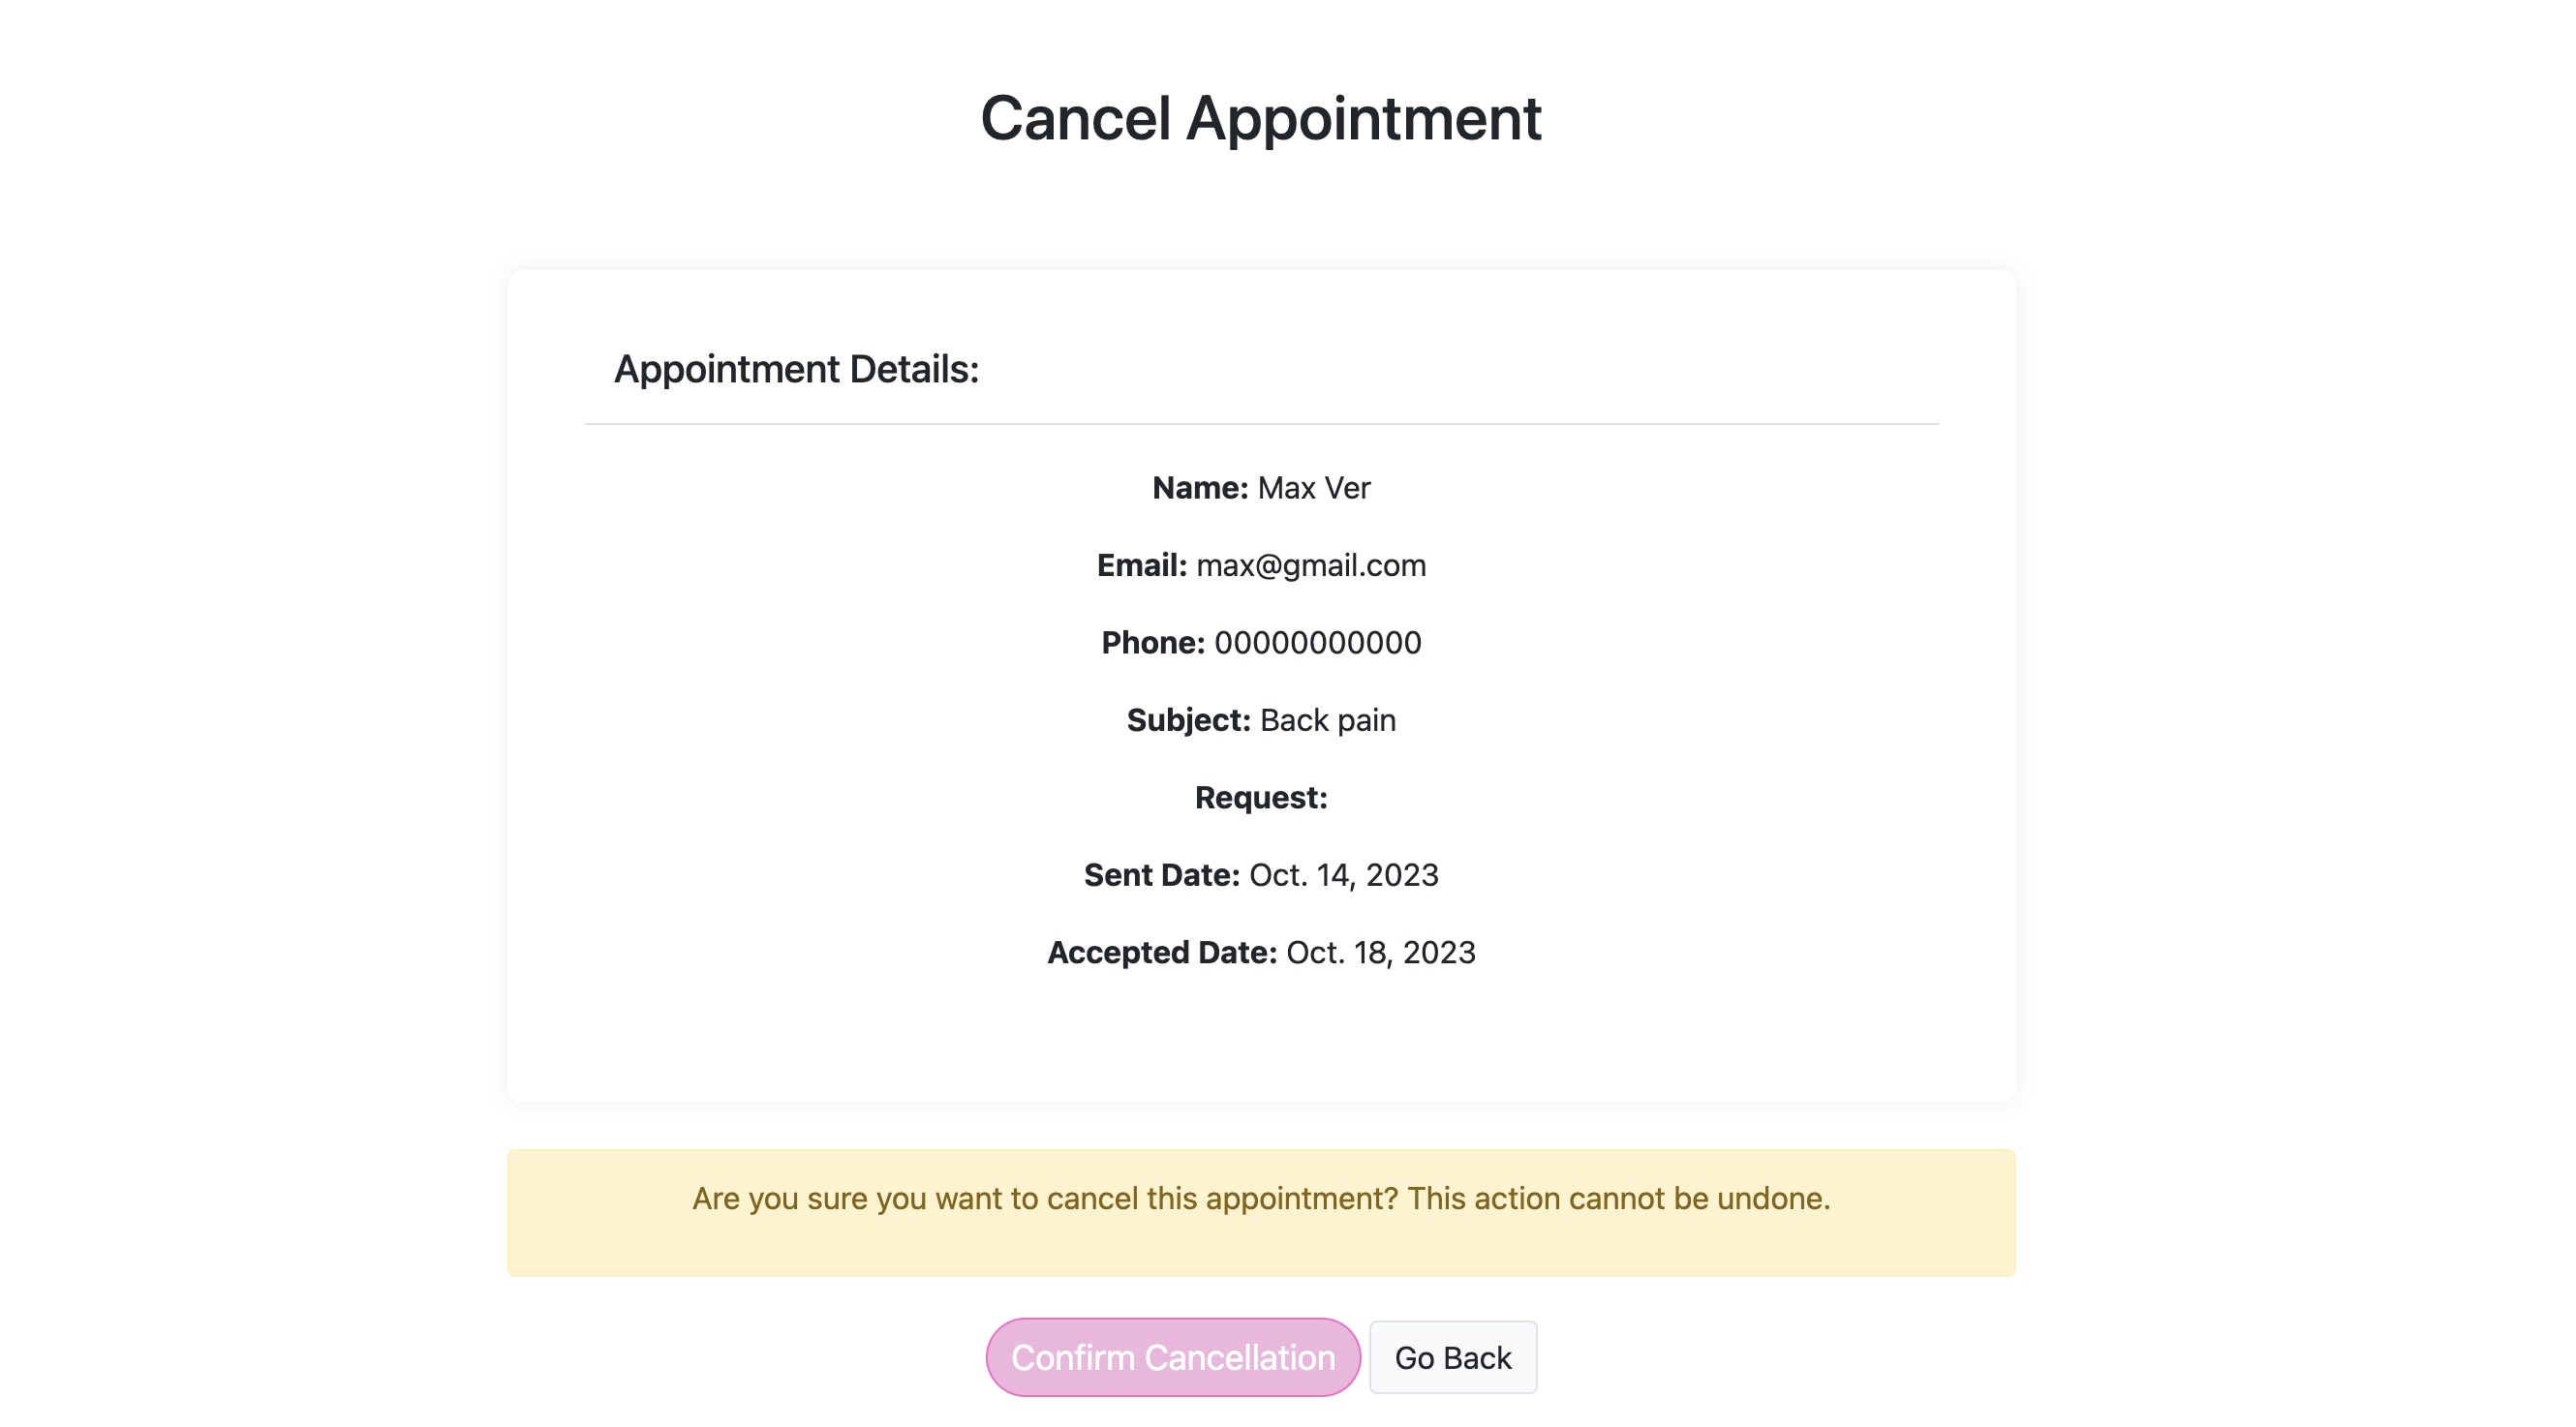 Cancel Appointment
Appointment Details:
Name: Max Ver
Email: max@gmail.com
Phone: 00000000000
Subject: Back pain
Request:
Sent Date: Oct. 14, 2023
Accepted Date: Oct. 18, 2023
Are you sure you want to cancel this appointment? This action cannot be undone.
Confirm Cancellation Go Back